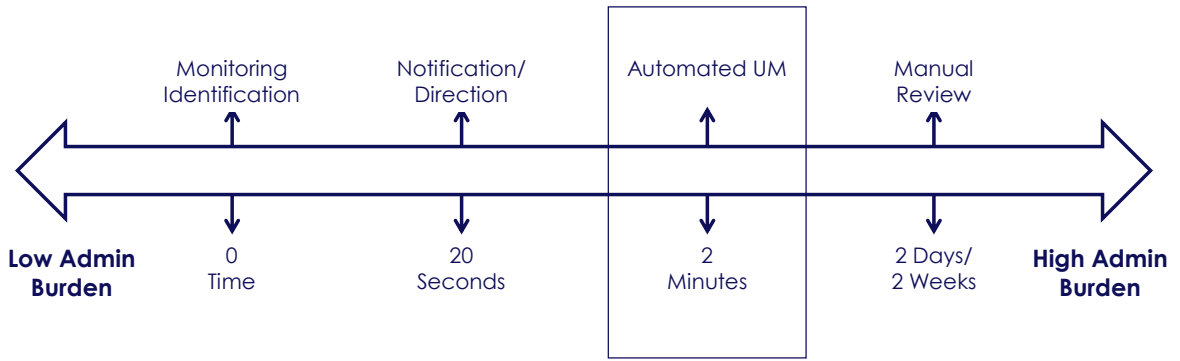 Monitoring
Identification
Notification/
Direction
Automated UM
Manual
Review
Low Admin
Burden
0
Time
20
Seconds
2
Minutes
2 Days/
2 Weeks
High Admin
Burden